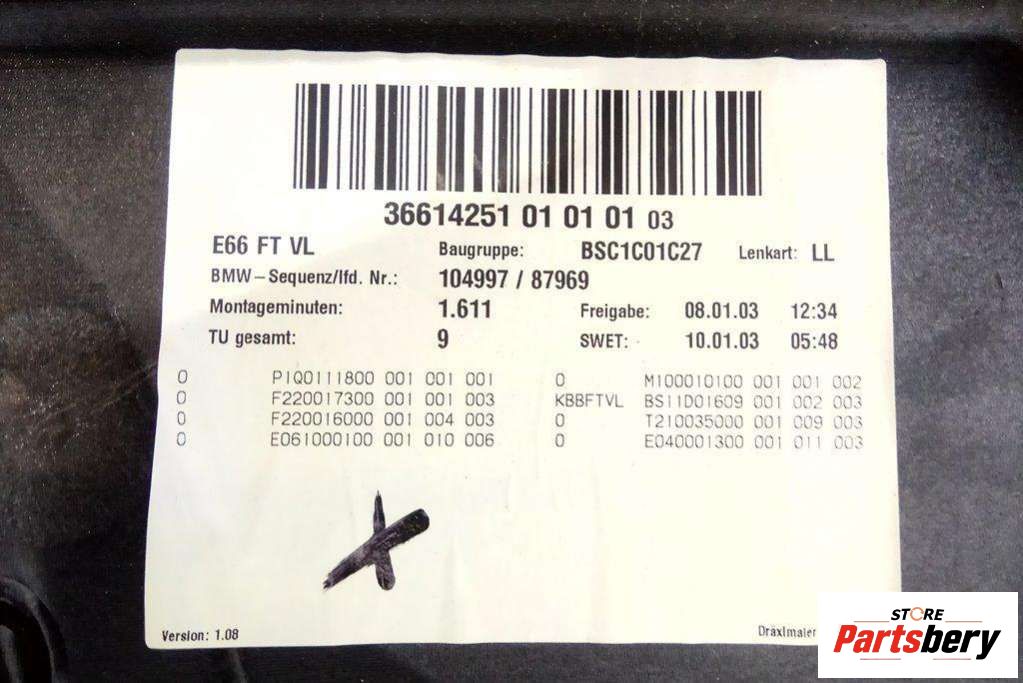 36614251 01 01 01 03
E66 FT VL Baugruppe: BSC1C01C27 Lenkart: LL
BMW-Sequenz/lfd. Nr.: 104997 / 87969
Montageminuten: 1.611 Freigabe: 08.01.03 12:34
TU gesamt: 9 SWET: 10.01.03 05:48
0 P1Q0111800 001 001 001 0 M100010100 001 001 002
0 F220017300 001 001 003 KBBFTVL BS11D01609 001 002 003
0 F220016000 001 004 003 0 T210035000 001 009 003
0 E061000100 001 010 006 0 E040001300 001 011 003
Version: 1.08 Dräxlmaier
STORE
Partsbery